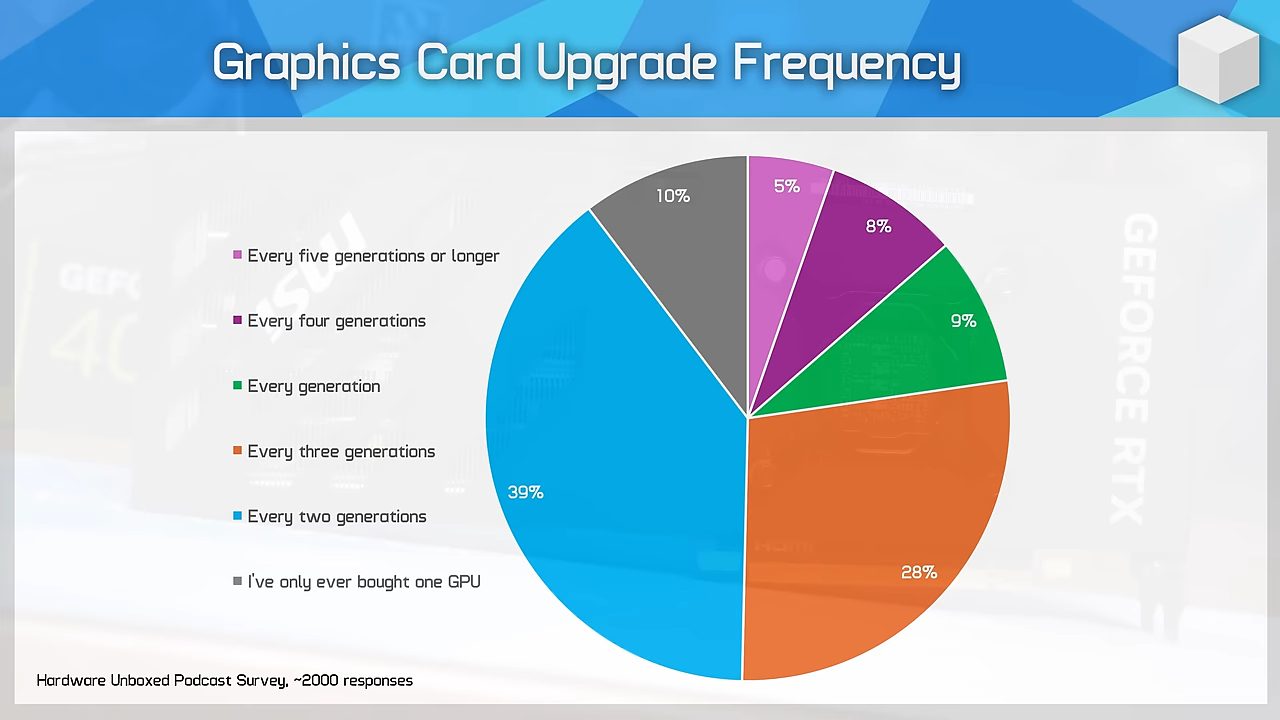 Graphics Card Upgrade Frequency
Every five generations or longer
Every four generations
Every generation
Every three generations
Every two generations
I've only ever bought one GPU
10%
5%
8%
9%
39%
28%
GEFORCE RTX
msi
Hardware Unboxed Podcast Survey, ~2000 responses